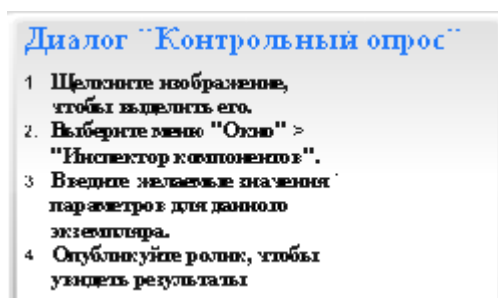 Диалог "Контрольный опрос"
1 Щелкните изображение,
чтобы выделить его.
2. Выберите меню "Окно" >
"Инспектор компонентов".
3 Введите желаемые значения
параметров для данного
экземпляра.
4 Опубликуйте ролик, чтобы
увидеть результаты